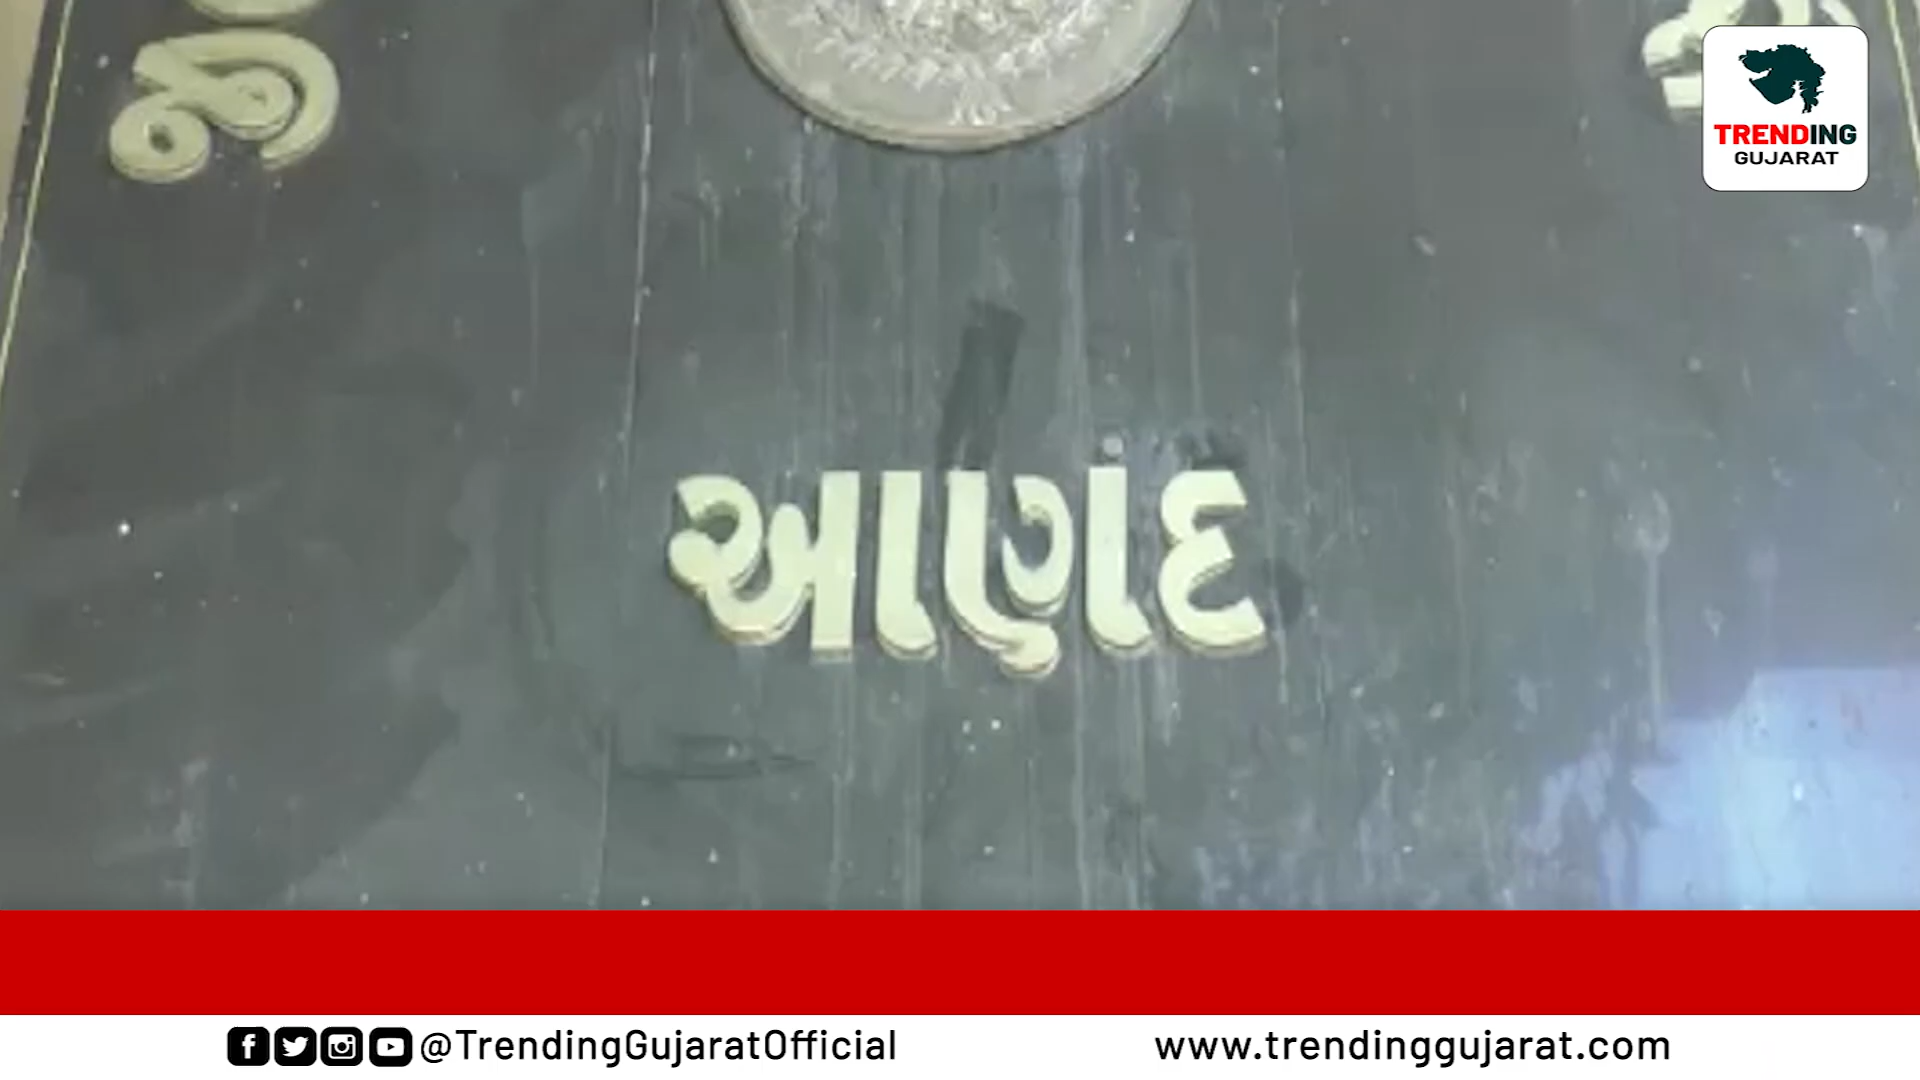 TRENDING
GUJARAT
આણંદ
@TrendingGujaratOfficial
www.trendinggujarat.com